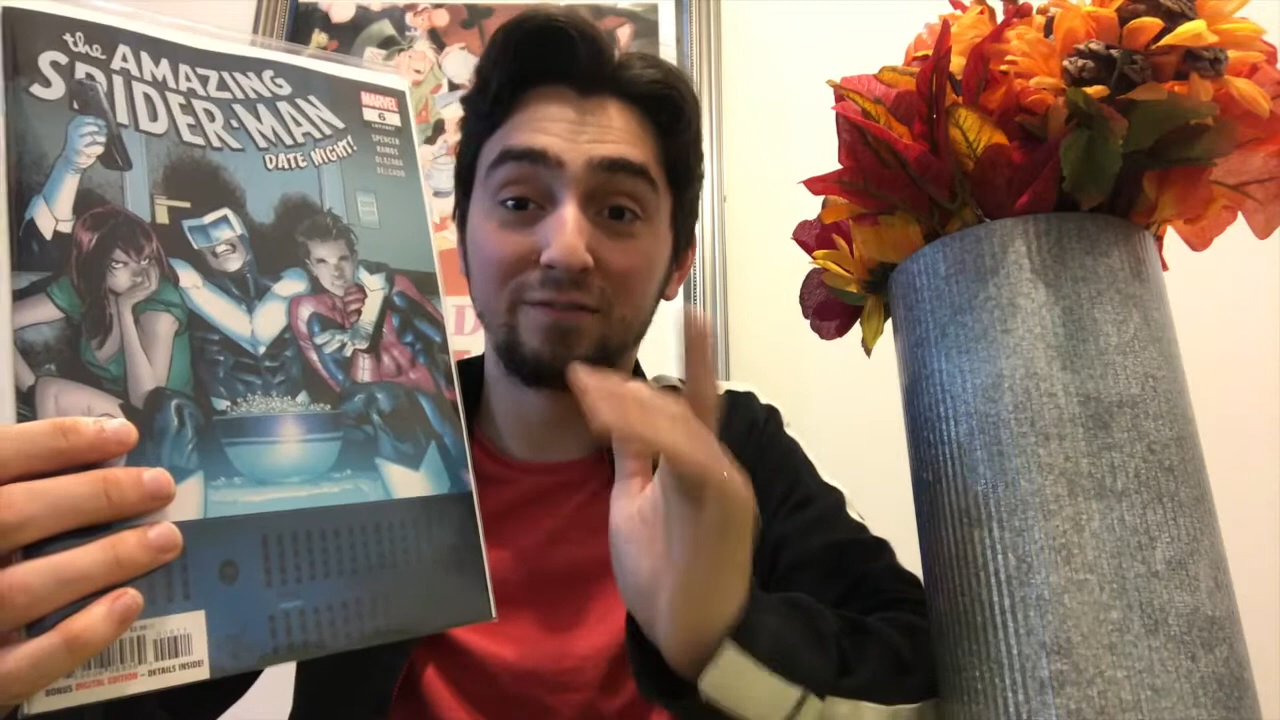 the AMAZING
SPIDER-MAN
DATE NIGHT!
MARVEL
6
SPENCER
RAMOS
OLAZABA
DELGADO
BONUS DIGITAL EDITION – DETAILS INSIDE!